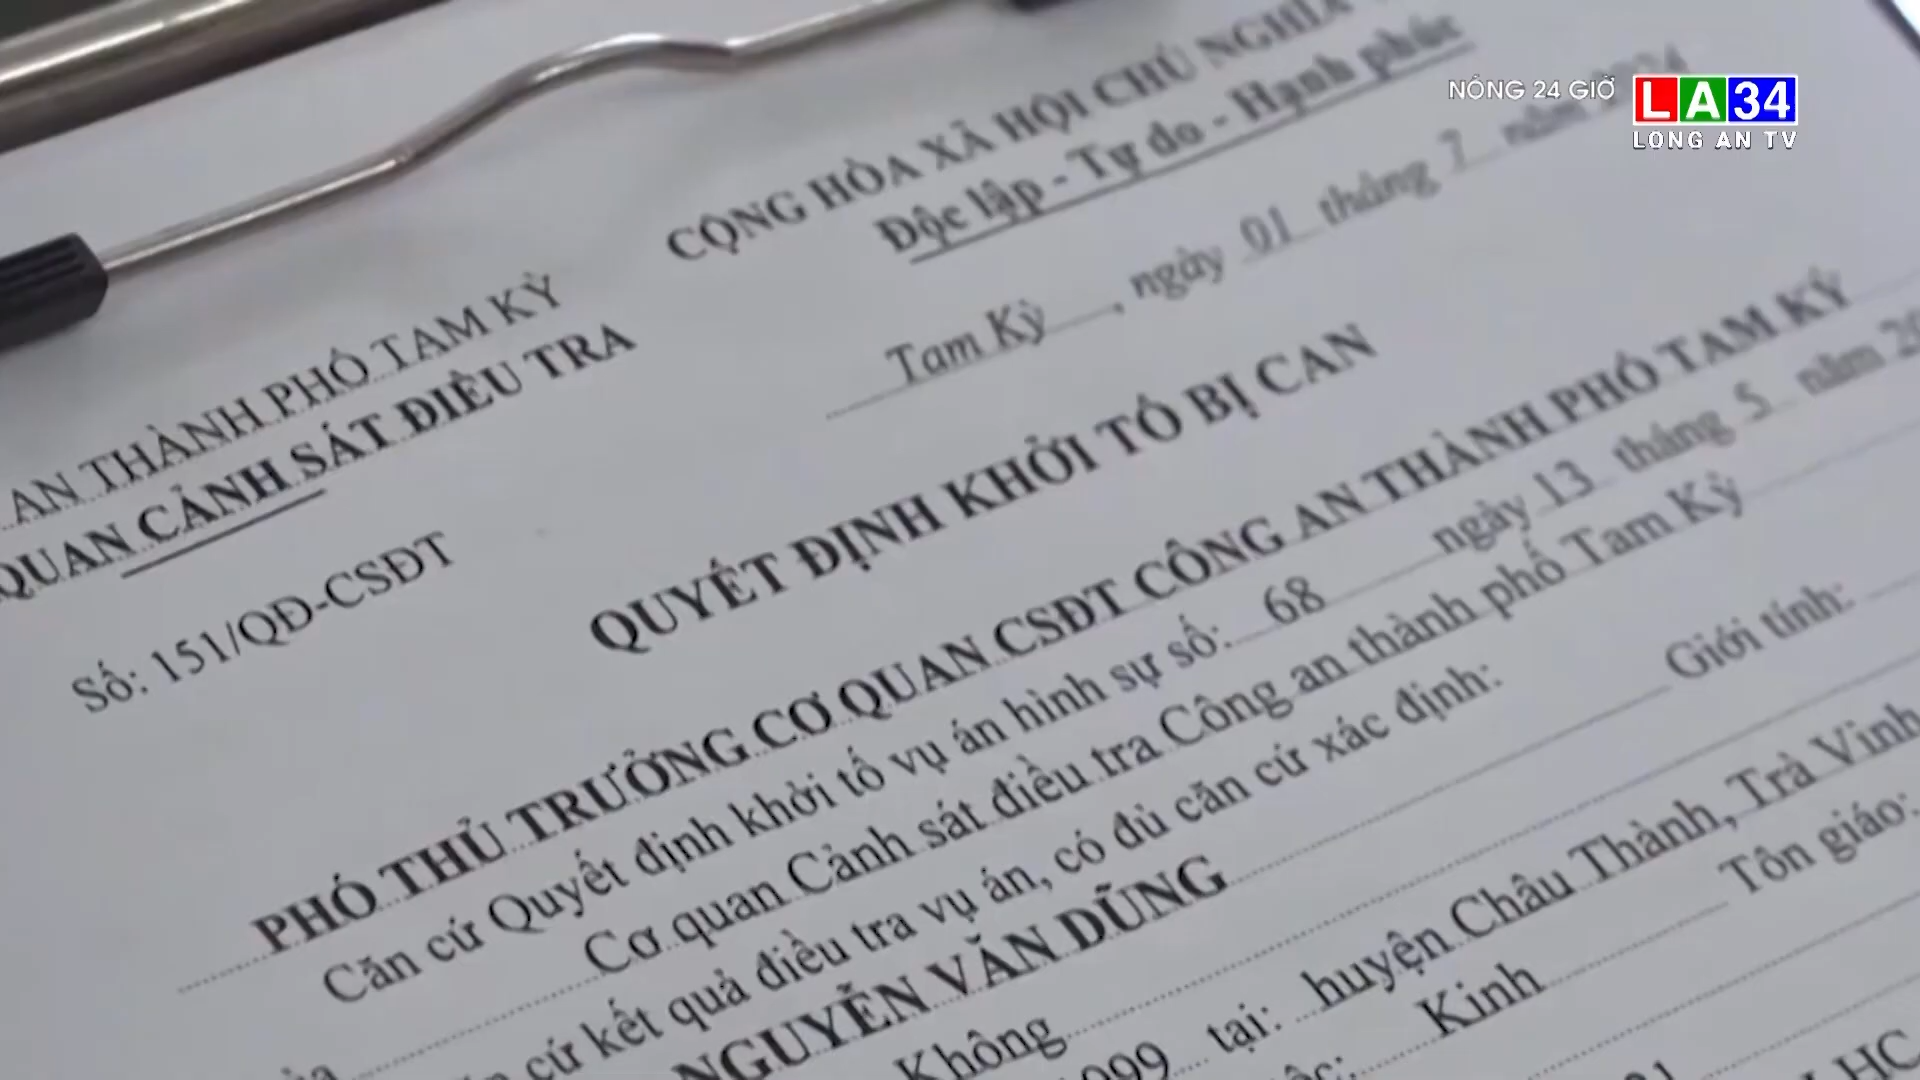 NÓNG 24 GIỜ
LA34
LONG AN TV
CỘNG HÒA XÃ HỘI CHỦ NGHĨA
Độc lập - Tự do - Hạnh phúc
AN THÀNH PHỐ TAM KỲ
QUAN CẢNH SÁT ĐIỀU TRA
Tam Kỳ, ngày 01 tháng 7 năm 2024
Số: 151/QĐ-CSĐT
QUYẾT ĐỊNH KHỞI TỐ BỊ CAN
PHÓ THỦ TRƯỞNG CƠ QUAN CSĐT CÔNG AN THÀNH PHỐ TAM KỲ
Căn cứ Quyết định khởi tố vụ án hình sự số: 68 ngày 13 tháng 5 năm 20
Cơ quan Cảnh sát điều tra Công an thành phố Tam Kỳ
cứ kết quả điều tra vụ án, có đủ căn cứ xác định:
NGUYỄN VĂN DŨNG Giới tính:
Không
1999 tại: huyện Châu Thành, Trà Vinh
Kinh Tôn giáo: